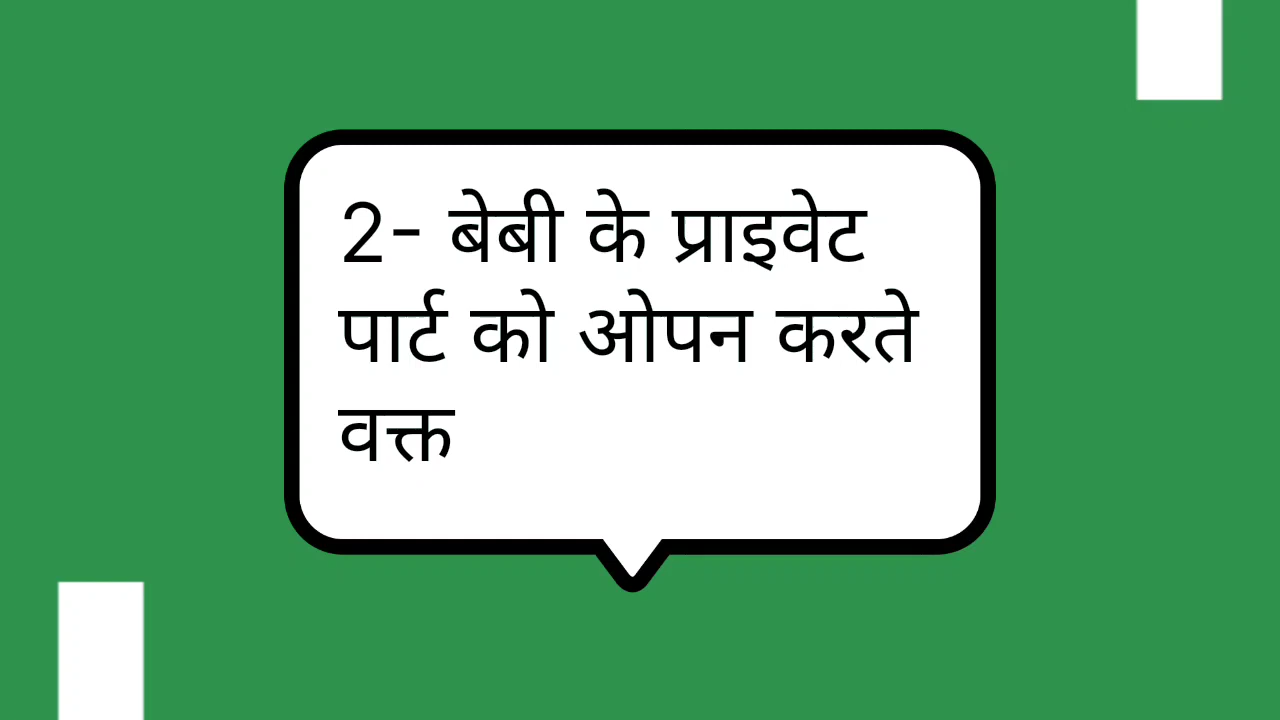 2- बेबी के प्राइवेट
पार्ट को ओपन करते
वक्त